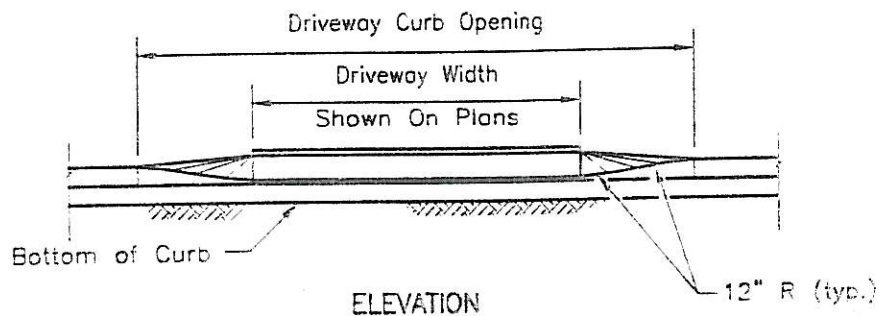 Driveway Curb Opening
Driveway Width
Shown On Plans
Bottom of Curb
12" R (typ.)
ELEVATION